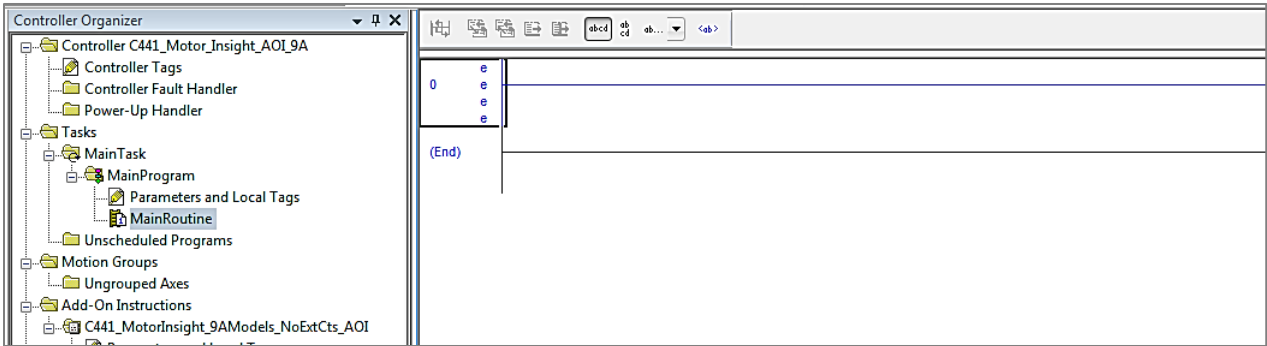 Controller Organizer
Controller C441_Motor_Insight_AOI_9A
Controller Tags
Controller Fault Handler
Power-Up Handler
Tasks
MainTask
MainProgram
Parameters and Local Tags
MainRoutine
Unscheduled Programs
Motion Groups
Ungrouped Axes
Add-On Instructions
C441_MotorInsight_9AModels_NoExtCts_AOI
abcd
ab
cd
ab...
<ab>
e
0 e
e
e
(End)